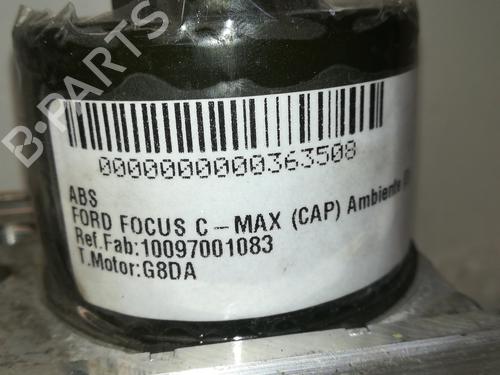 B-PARTS
0000000000363508
ABS
FORD FOCUS C-MAX (CAP) Ambiente
Ref.Fab:10097001083
T.Motor:G8DA